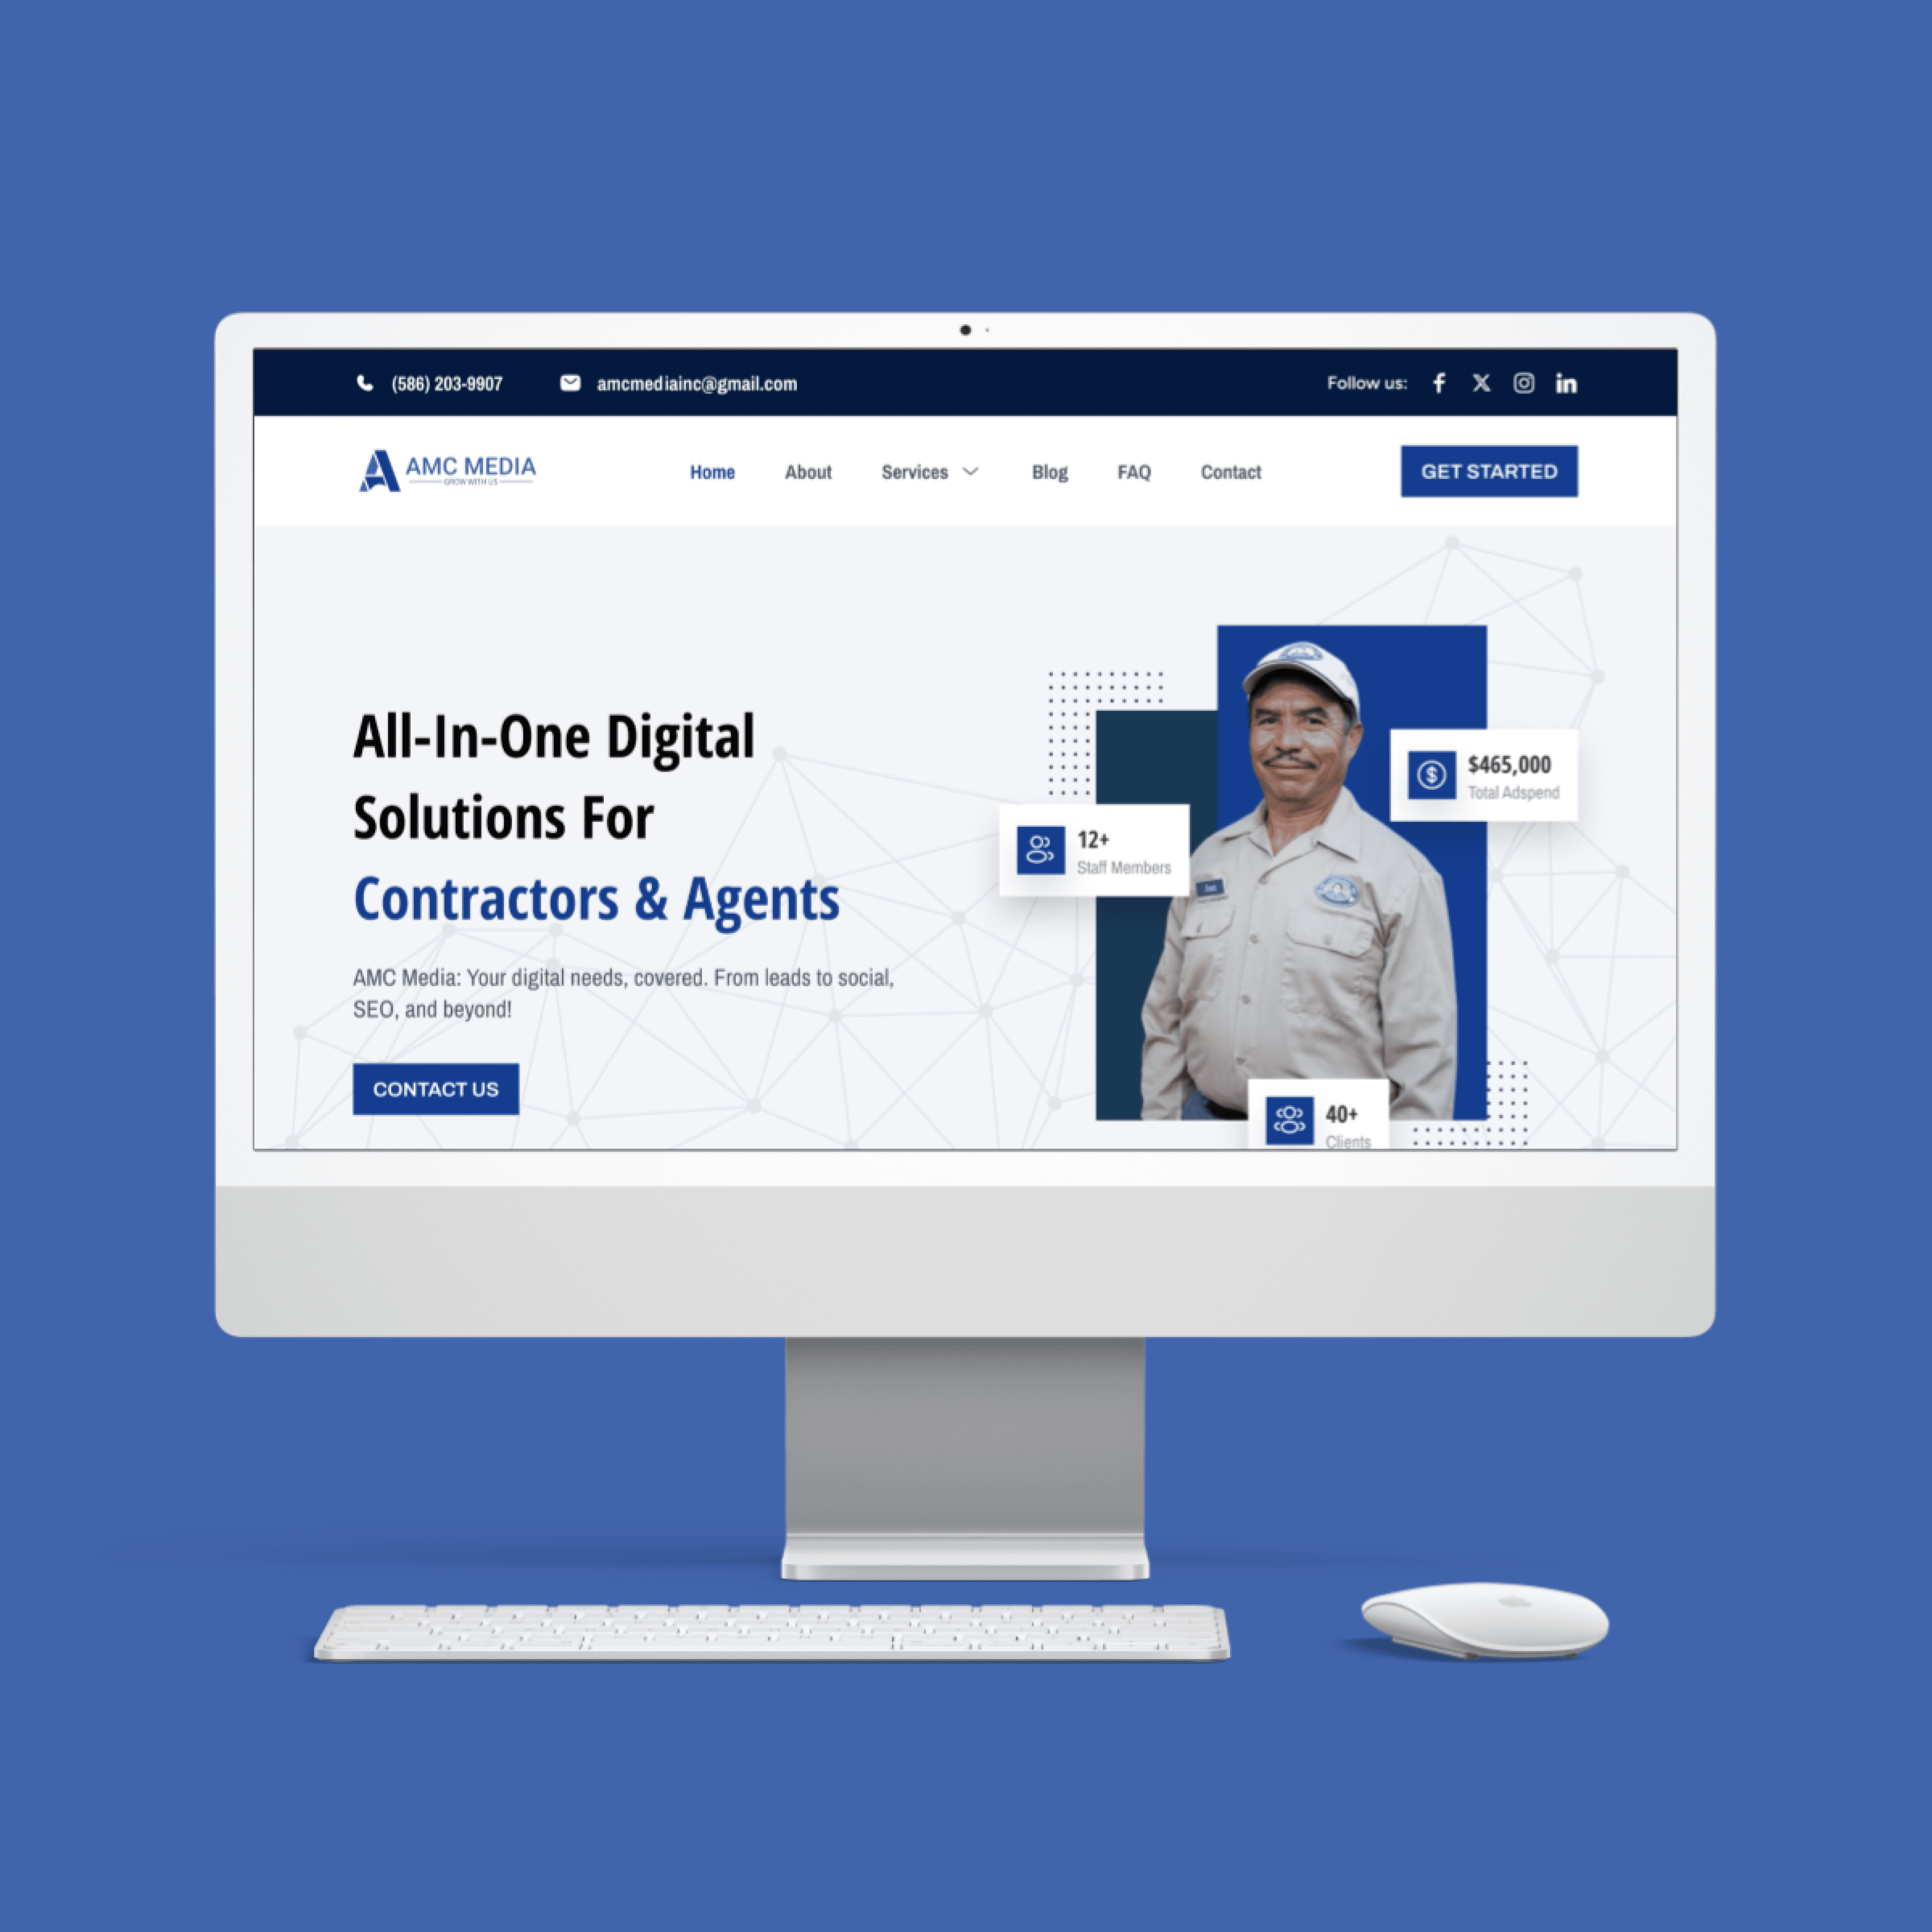 (586) 203-9907
amcmediainc@gmail.com
Follow us:
AMC MEDIA
GROW WITH US
Home
About
Services
Blog
FAQ
Contact
GET STARTED
All-In-One Digital
Solutions For
Contractors & Agents
AMC Media: Your digital needs, covered. From leads to social,
SEO, and beyond!
CONTACT US
12+
Staff Members
$465,000
Total Adspend
40+
Clients